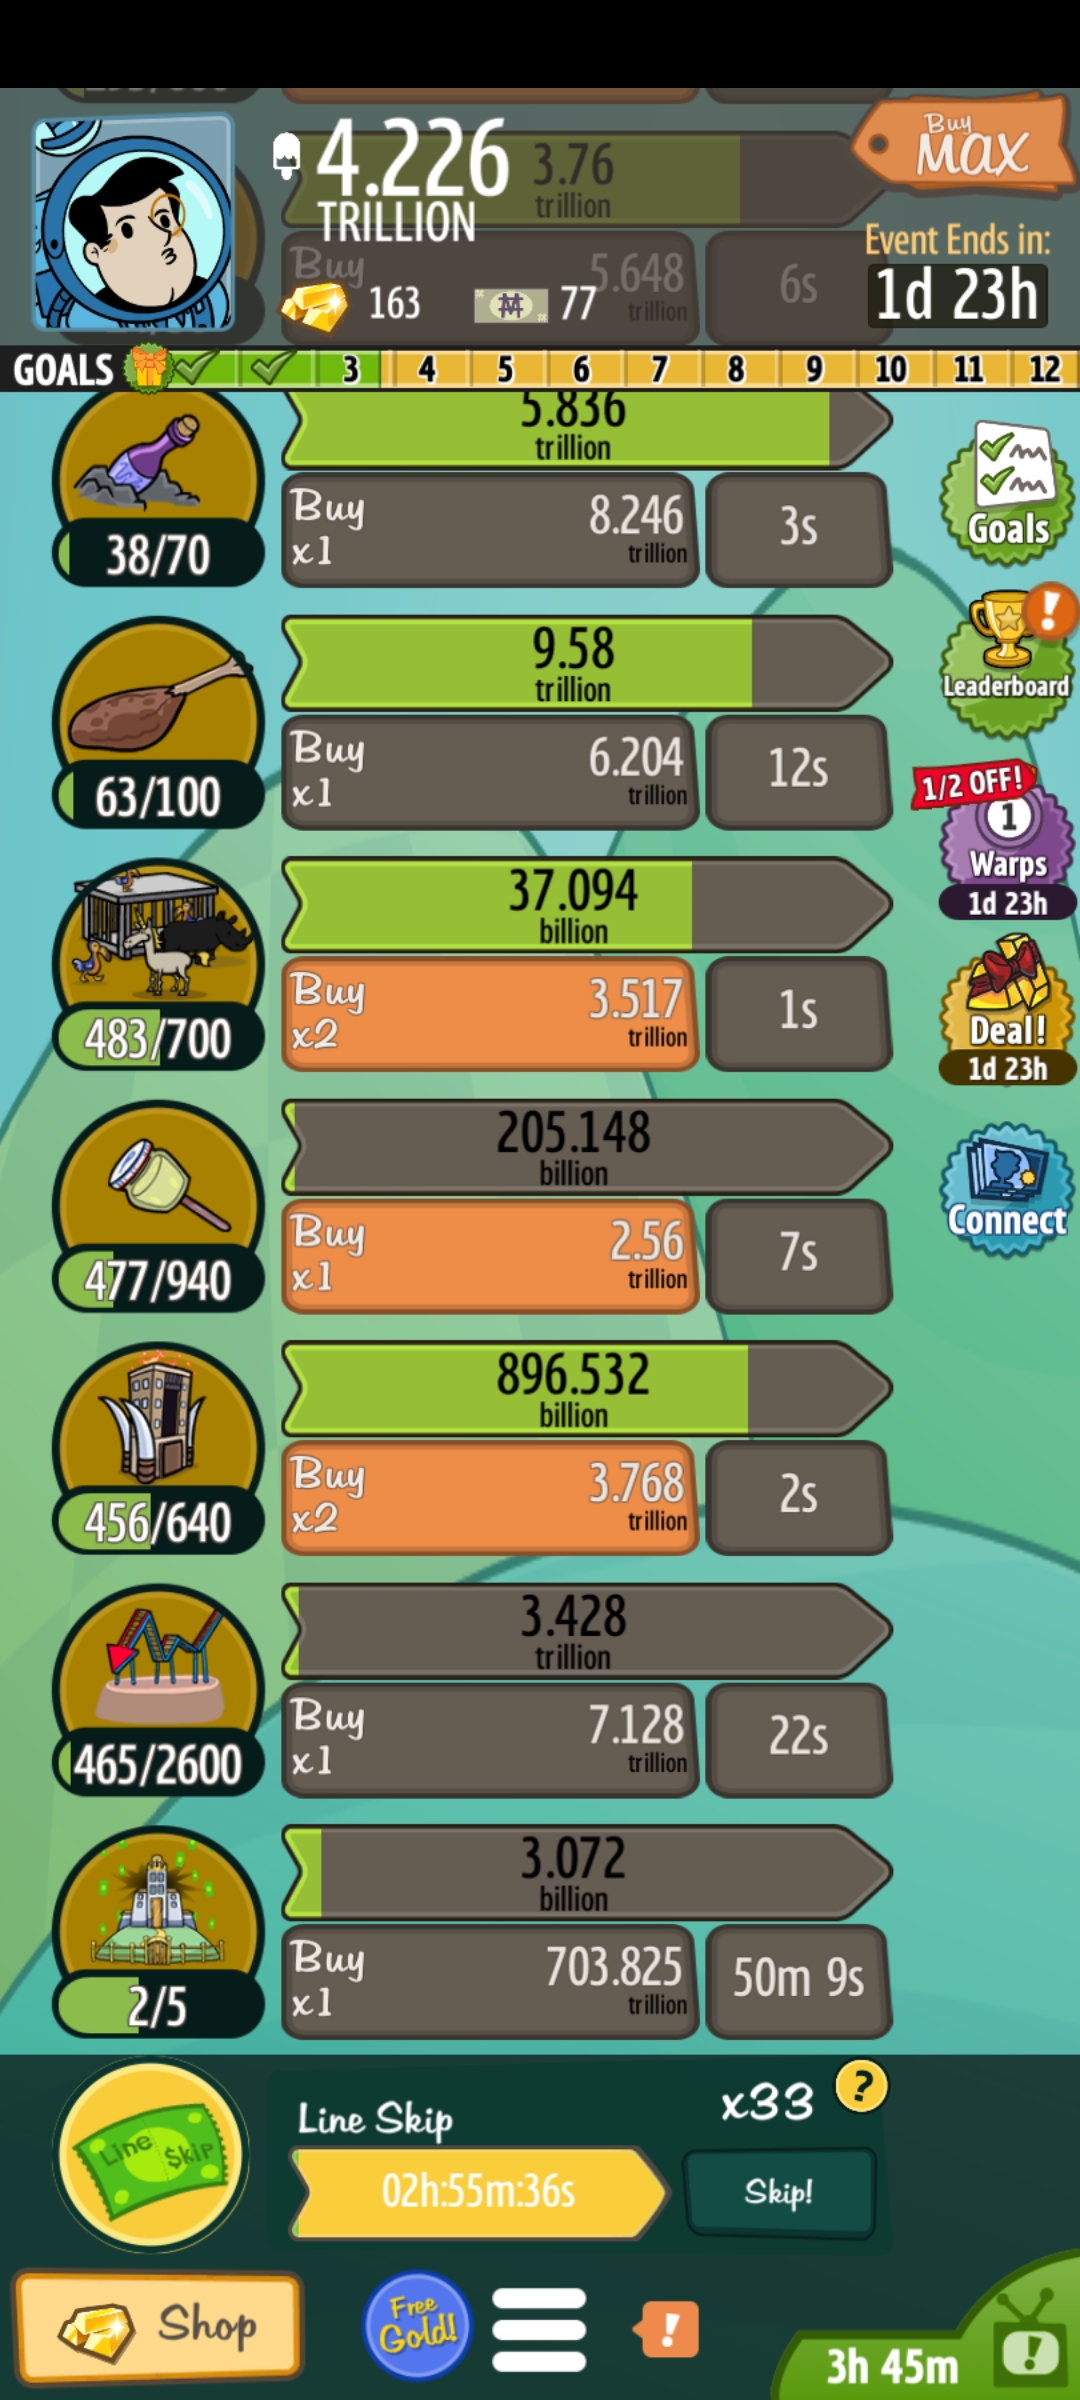 4.226
TRILLION
3.76
trillion
Buy
MAX
Event Ends in:
1d 23h
Buy
5.648
trillion
6s
163
77
GOALS
3
4
5
6
7
8
9
10
11
12
5.836
trillion
38/70
Buy
x1
8.246
trillion
3s
Goals
9.58
trillion
63/100
Buy
x1
6.204
trillion
12s
!
Leaderboard
1/2 OFF!
1
Warps
1d 23h
37.094
billion
483/700
Buy
x2
3.517
trillion
1s
Deal!
1d 23h
205.148
billion
477/940
Buy
x1
2.56
trillion
7s
Connect
896.532
billion
456/640
Buy
x2
3.768
trillion
2s
3.428
trillion
465/2600
Buy
x1
7.128
trillion
22s
3.072
billion
2/5
Buy
x1
703.825
trillion
50m 9s
Line $kip
Line Skip
x33
?
02h:55m:36s
Skip!
Shop
Free
Gold!
!
3h 45m
!